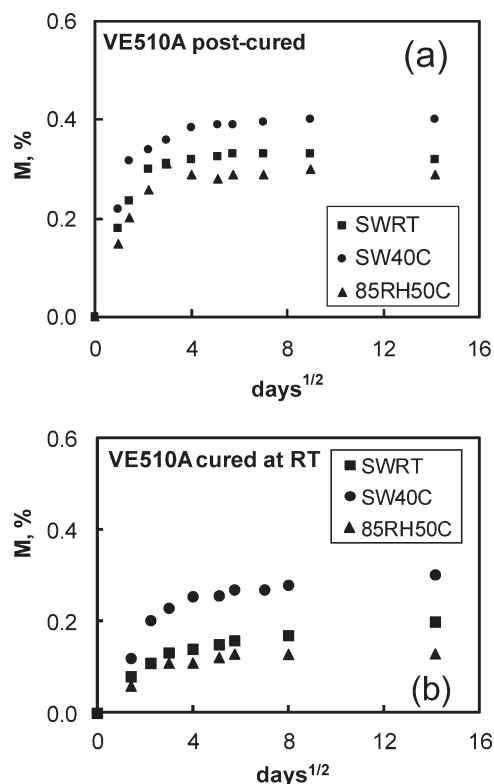 VE510A post-cured
(a)
0.6
0.4
M, %
0.2
0.0
SWRT
SW40C
85RH50C
0 4 8 12 16
days1/2
VE510A cured at RT
0.6
0.4
M, %
0.2
0.0
SWRT
SW40C
85RH50C
(b)
0 4 8 12 16
days1/2